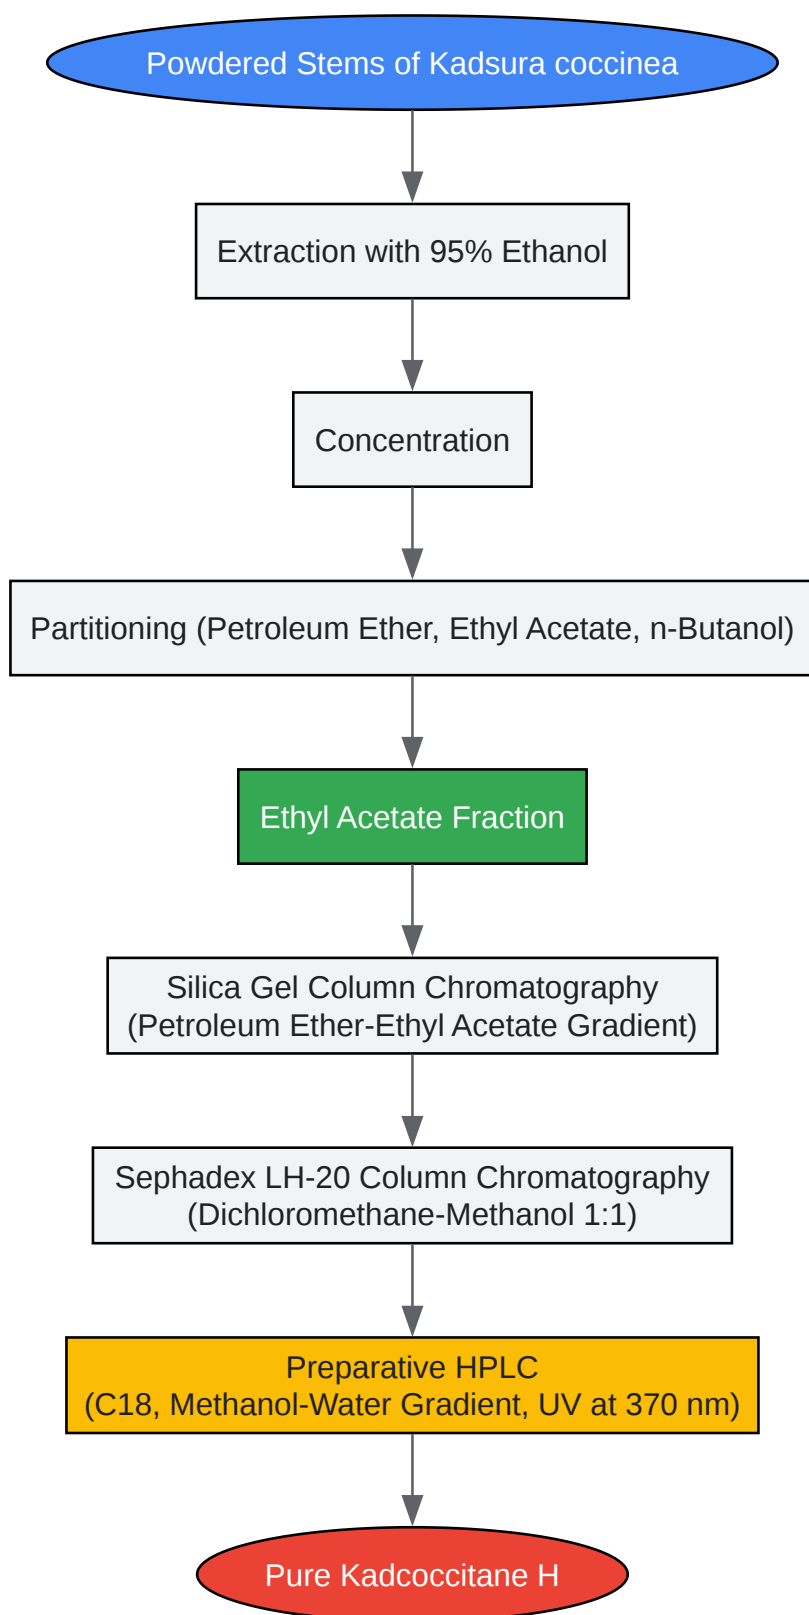 Powdered Stems of Kadsura coccinea
Extraction with 95% Ethanol
Concentration
Partitioning (Petroleum Ether, Ethyl Acetate, n-Butanol)
Ethyl Acetate Fraction
Silica Gel Column Chromatography
(Petroleum Ether-Ethyl Acetate Gradient)
Sephadex LH-20 Column Chromatography
(Dichloromethane-Methanol 1:1)
Preparative HPLC
(C18, Methanol-Water Gradient, UV at 370 nm)
Pure Kadcoccitane H